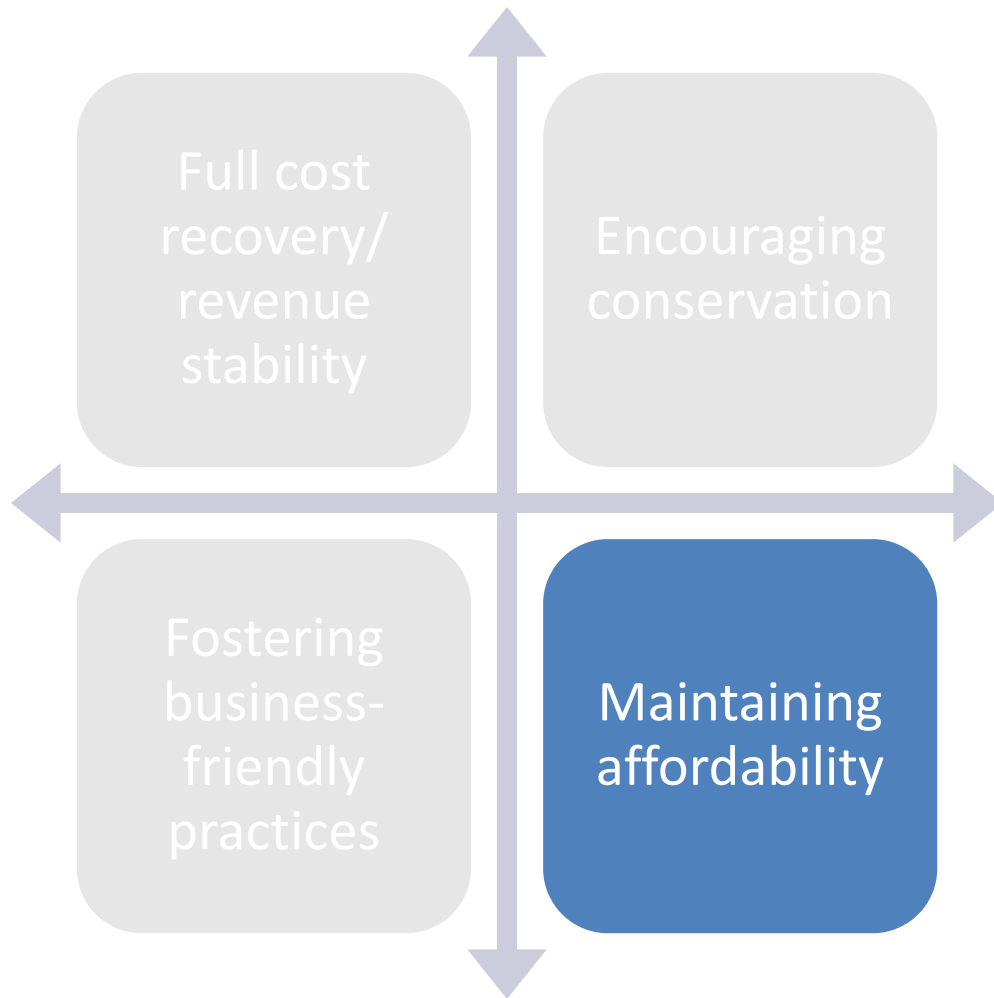 Full cost
recovery/
revenue
stability
Encouraging
conservation
Fostering
business-
friendly
practices
Maintaining
affordability